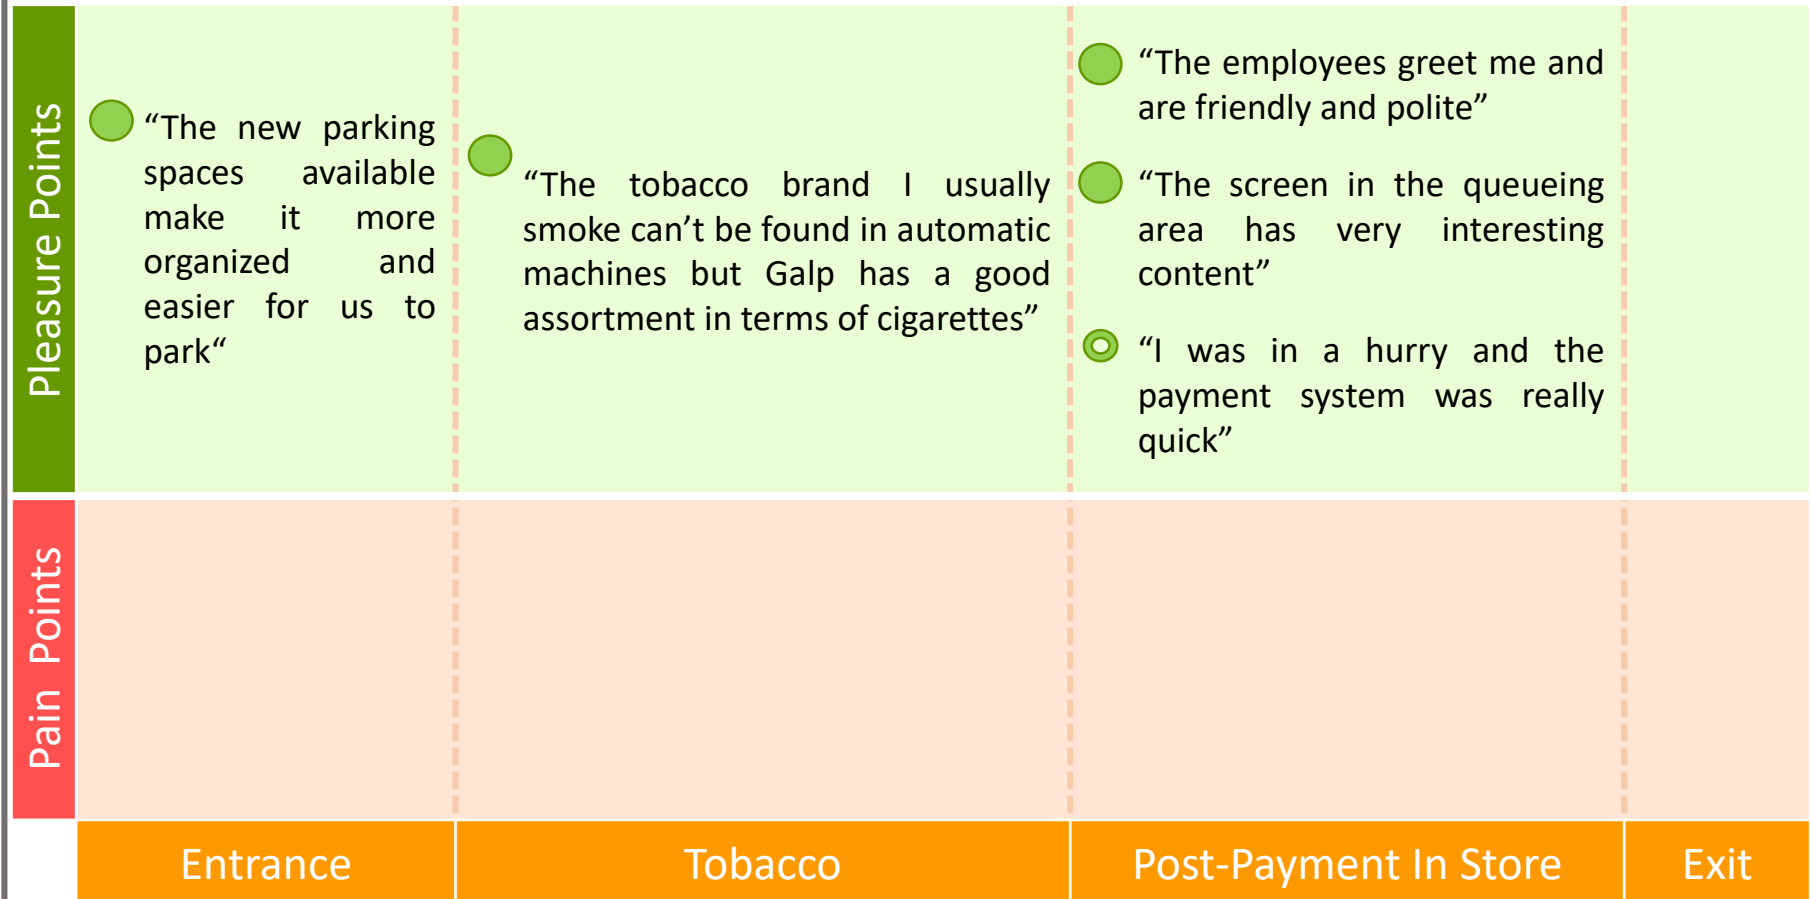 Pleasure Points
“The new parking
spaces available
make it more
organized and
easier for us to
park“
“The tobacco brand I usually
smoke can’t be found in automatic
machines but Galp has a good
assortment in terms of cigarettes”
“The employees greet me and
are friendly and polite”
“The screen in the queueing
area has very interesting
content”
“I was in a hurry and the
payment system was really
quick”
Pain Points
Entrance
Tobacco
Post-Payment In Store
Exit